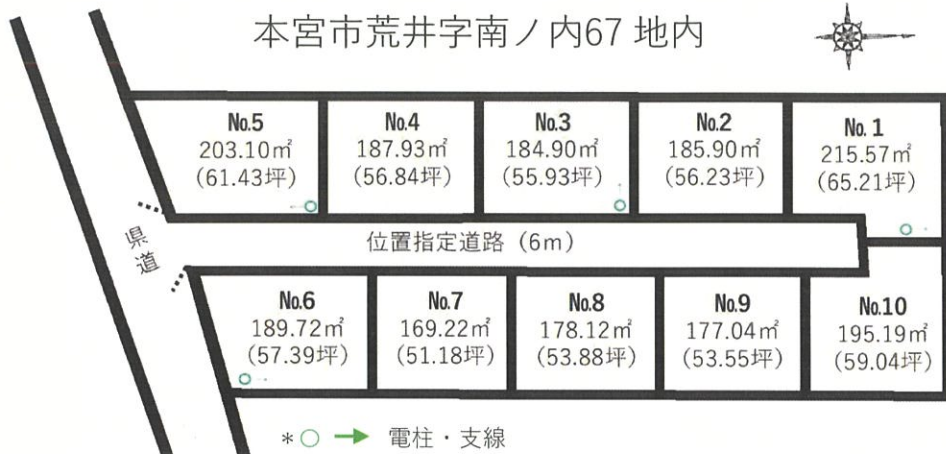 本宮市荒井字南ノ内67 地内
No.5
203.10㎡
(61.43坪)
No.4
187.93㎡
(56.84坪)
No.3
184.90㎡
(55.93坪)
No.2
185.90㎡
(56.23坪)
No.1
215.57㎡
(65.21坪)
県道
位置指定道路（6m）
No.6
189.72㎡
(57.39坪)
No.7
169.22㎡
(51.18坪)
No.8
178.12㎡
(53.88坪)
No.9
177.04㎡
(53.55坪)
No.10
195.19㎡
(59.04坪)
*○ → 電柱・支線